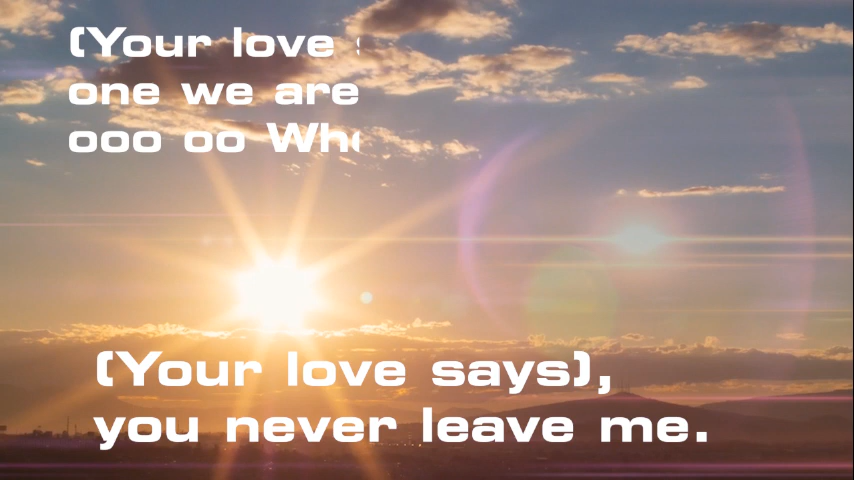 (Your love
one we are
ooo oo
(Your love says),
you never leave me.